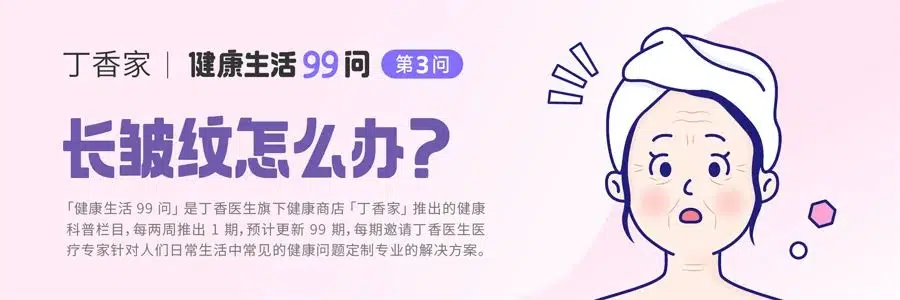 丁香家｜健康生活99问 第3问
长皱纹怎么办？
「健康生活 99 问」是丁香医生旗下健康商店「丁香家」推出的健康
科普栏目，每两周推出 1 期，预计更新 99 期，每期邀请丁香医生医
疗专家针对人们日常生活中常见的健康问题定制专业的解决方案。